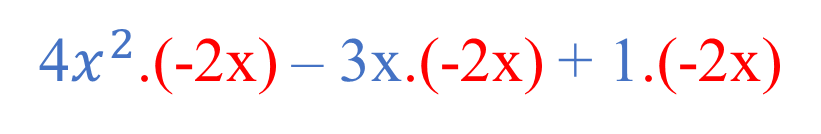 4x².(-2x) – 3x.(-2x) + 1.(-2x)